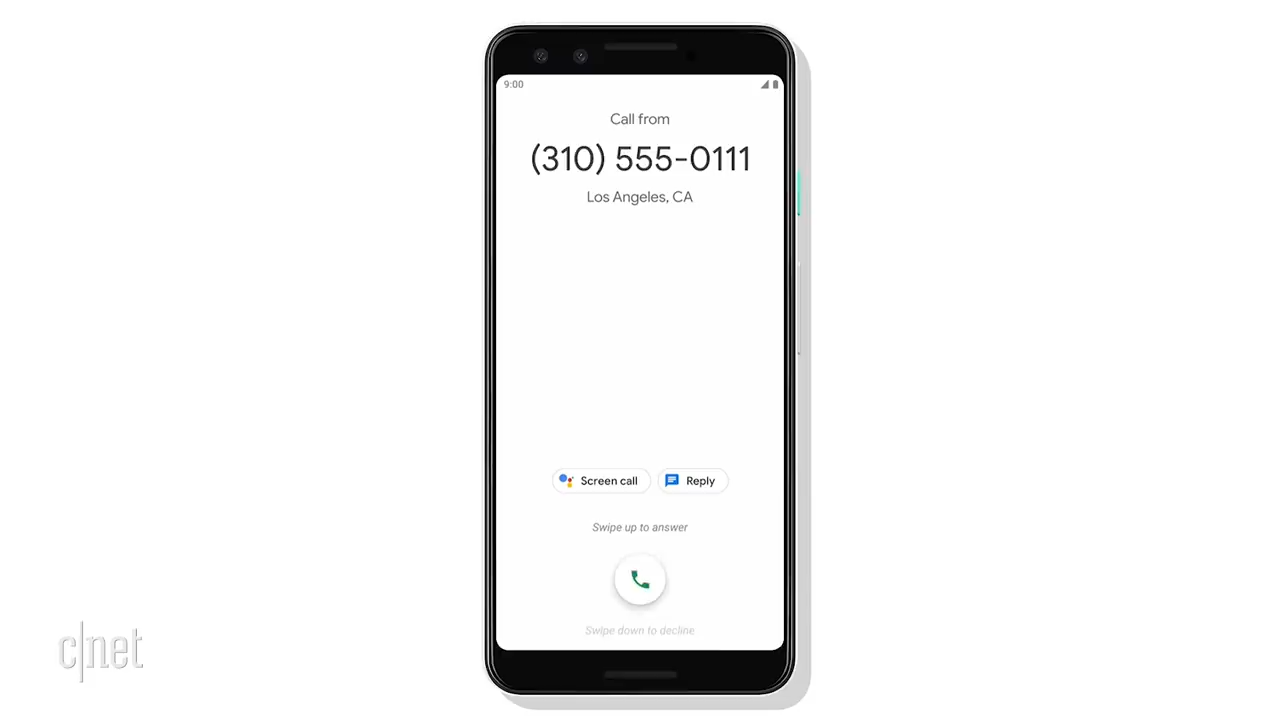 9:00
Call from
(310) 555-0111
Los Angeles, CA
Screen call
Reply
Swipe up to answer
Swipe down to decline
c|net